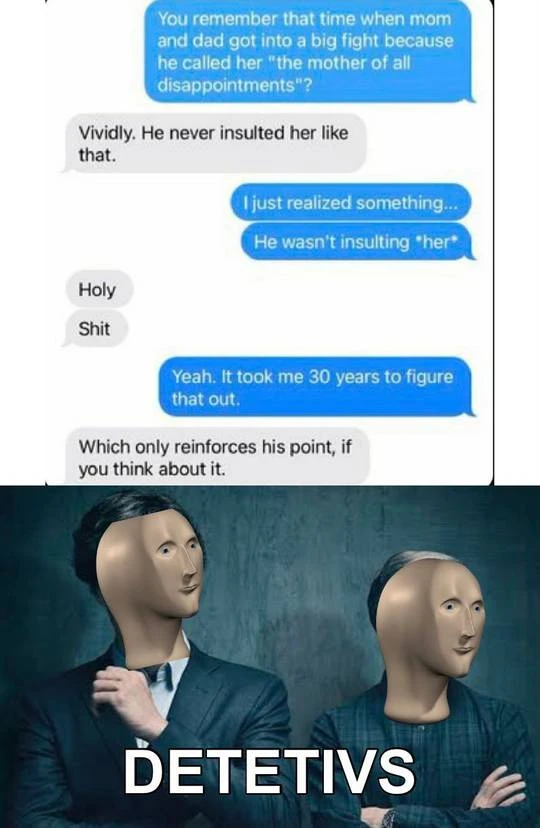 You remember that time when mom
and dad got into a big fight because
he called her "the mother of all
disappointments"?
Vividly. He never insulted her like
that.
I just realized something...
He wasn't insulting *her*
Holy
Shit
Yeah. It took me 30 years to figure
that out.
Which only reinforces his point, if
you think about it.
DETETIVS